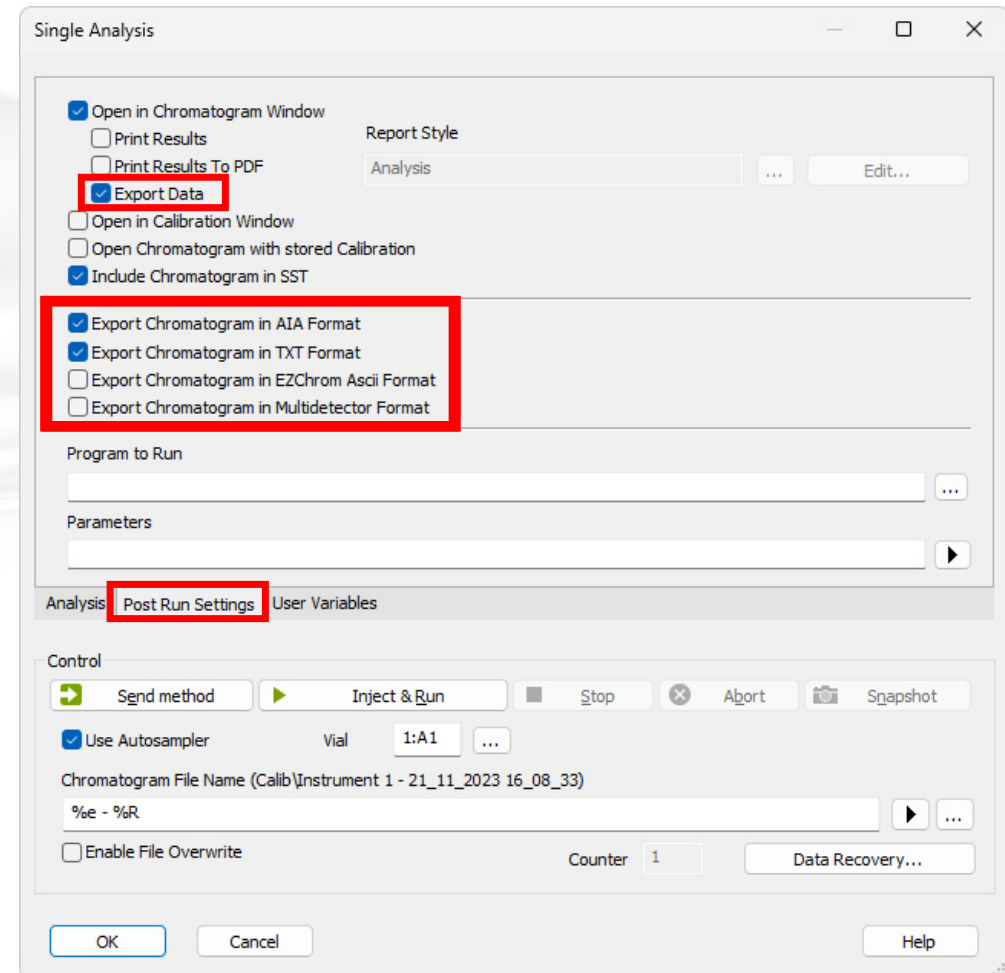 Single Analysis
Open in Chromatogram Window
Print Results
Report Style
Print Results To PDF
Analysis
...
Edit...
Export Data
Open in Calibration Window
Open Chromatogram with stored Calibration
Include Chromatogram in SST
Export Chromatogram in AIA Format
Export Chromatogram in TXT Format
Export Chromatogram in EZChrom Ascii Format
Export Chromatogram in Multidetector Format
Program to Run
...
Parameters
Analysis Post Run Settings User Variables
Control
Send method Inject & Run Stop Abort Snapshot
Use Autosampler Vial 1:A1 ...
Chromatogram File Name (Calib\Instrument 1 - 21_11_2023 16_08_33)
%e - %R ...
Enable File Overwrite Counter 1 Data Recovery...
OK Cancel Help